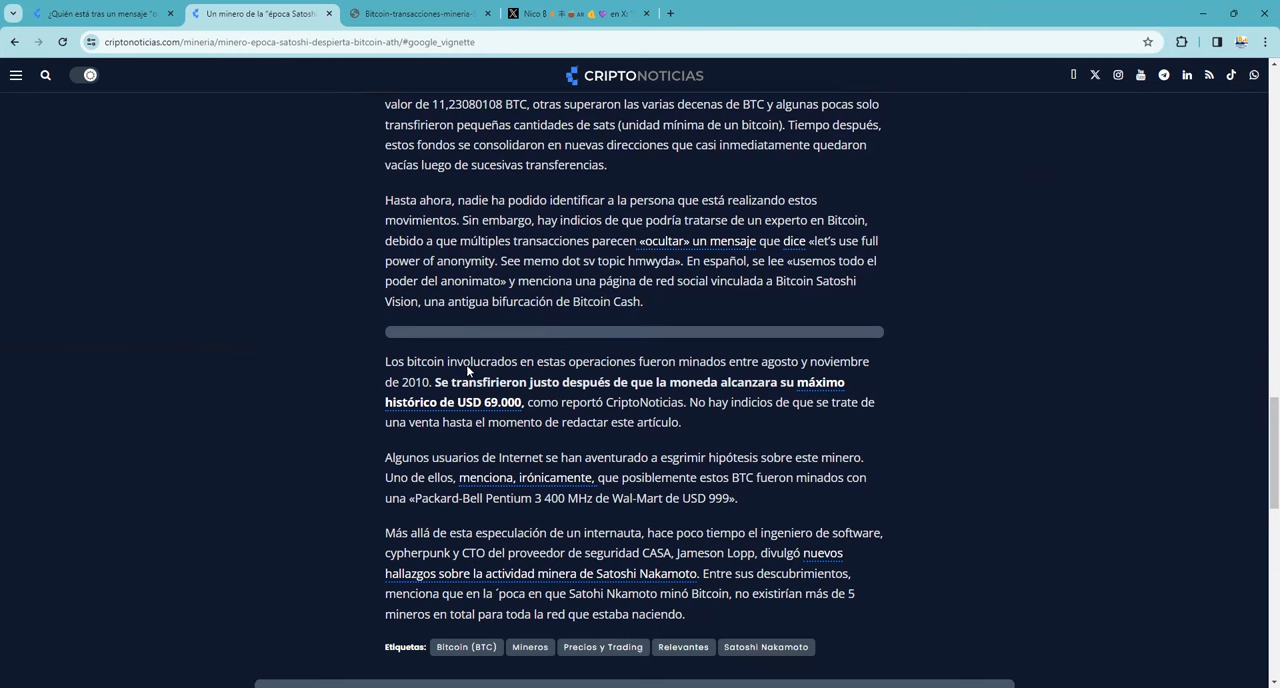 ¿Quién está tras un mensaje "o
Un minero de la "época Satoshi
Bitcoin-transacciones-mineria-
Nico B
en X: "
criptonoticias.com/mineria/minero-epoca-satoshi-despierta-bitcoin-ath/#google_vignette
CRIPTONOTICIAS
valor de 11,23080108 BTC, otras superaron las varias decenas de BTC y algunas pocas solo
transfirieron pequeñas cantidades de sats (unidad mínima de un bitcoin). Tiempo después,
estos fondos se consolidaron en nuevas direcciones que casi inmediatamente quedaron
vacías luego de sucesivas transferencias.
Hasta ahora, nadie ha podido identificar a la persona que está realizando estos
movimientos. Sin embargo, hay indicios de que podría tratarse de un experto en Bitcoin,
debido a que múltiples transacciones parecen «ocultar» un mensaje que dice «let's use full
power of anonymity. See memo dot sv topic hmwyda». En español, se lee «usemos todo el
poder del anonimato» y menciona una página de red social vinculada a Bitcoin Satoshi
Vision, una antigua bifurcación de Bitcoin Cash.
Los bitcoin involucrados en estas operaciones fueron minados entre agosto y noviembre
de 2010. Se transfirieron justo después de que la moneda alcanzara su máximo
histórico de USD 69.000, como reportó CriptoNoticias. No hay indicios de que se trate de
una venta hasta el momento de redactar este artículo.
Algunos usuarios de Internet se han aventurado a esgrimir hipótesis sobre este minero.
Uno de ellos, menciona, irónicamente, que posiblemente estos BTC fueron minados con
una «Packard-Bell Pentium 3 400 MHz de Wal-Mart de USD 999».
Más allá de esta especulación de un internauta, hace poco tiempo el ingeniero de software,
cypherpunk y CTO del proveedor de seguridad CASA, Jameson Lopp, divulgó nuevos
hallazgos sobre la actividad minera de Satoshi Nakamoto. Entre sus descubrimientos,
menciona que en la ´poca en que Satohi Nkamoto minó Bitcoin, no existirían más de 5
mineros en total para toda la red que estaba naciendo.
Etiquetas: Bitcoin (BTC) Mineros Precios y Trading Relevantes Satoshi Nakamoto